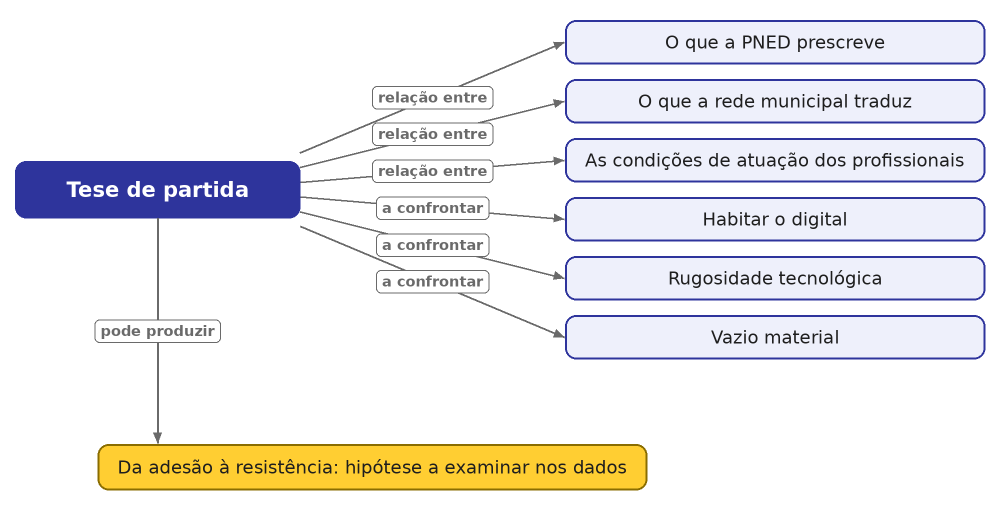 O que a PNED prescreve
relação entre
O que a rede municipal traduz
relação entre
As condições de atuação dos profissionais
relação entre
Tese de partida
a confrontar
Habitar o digital
a confrontar
Rugosidade tecnológica
a confrontar
Vazio material
pode produzir
Da adesão à resistência: hipótese a examinar nos dados